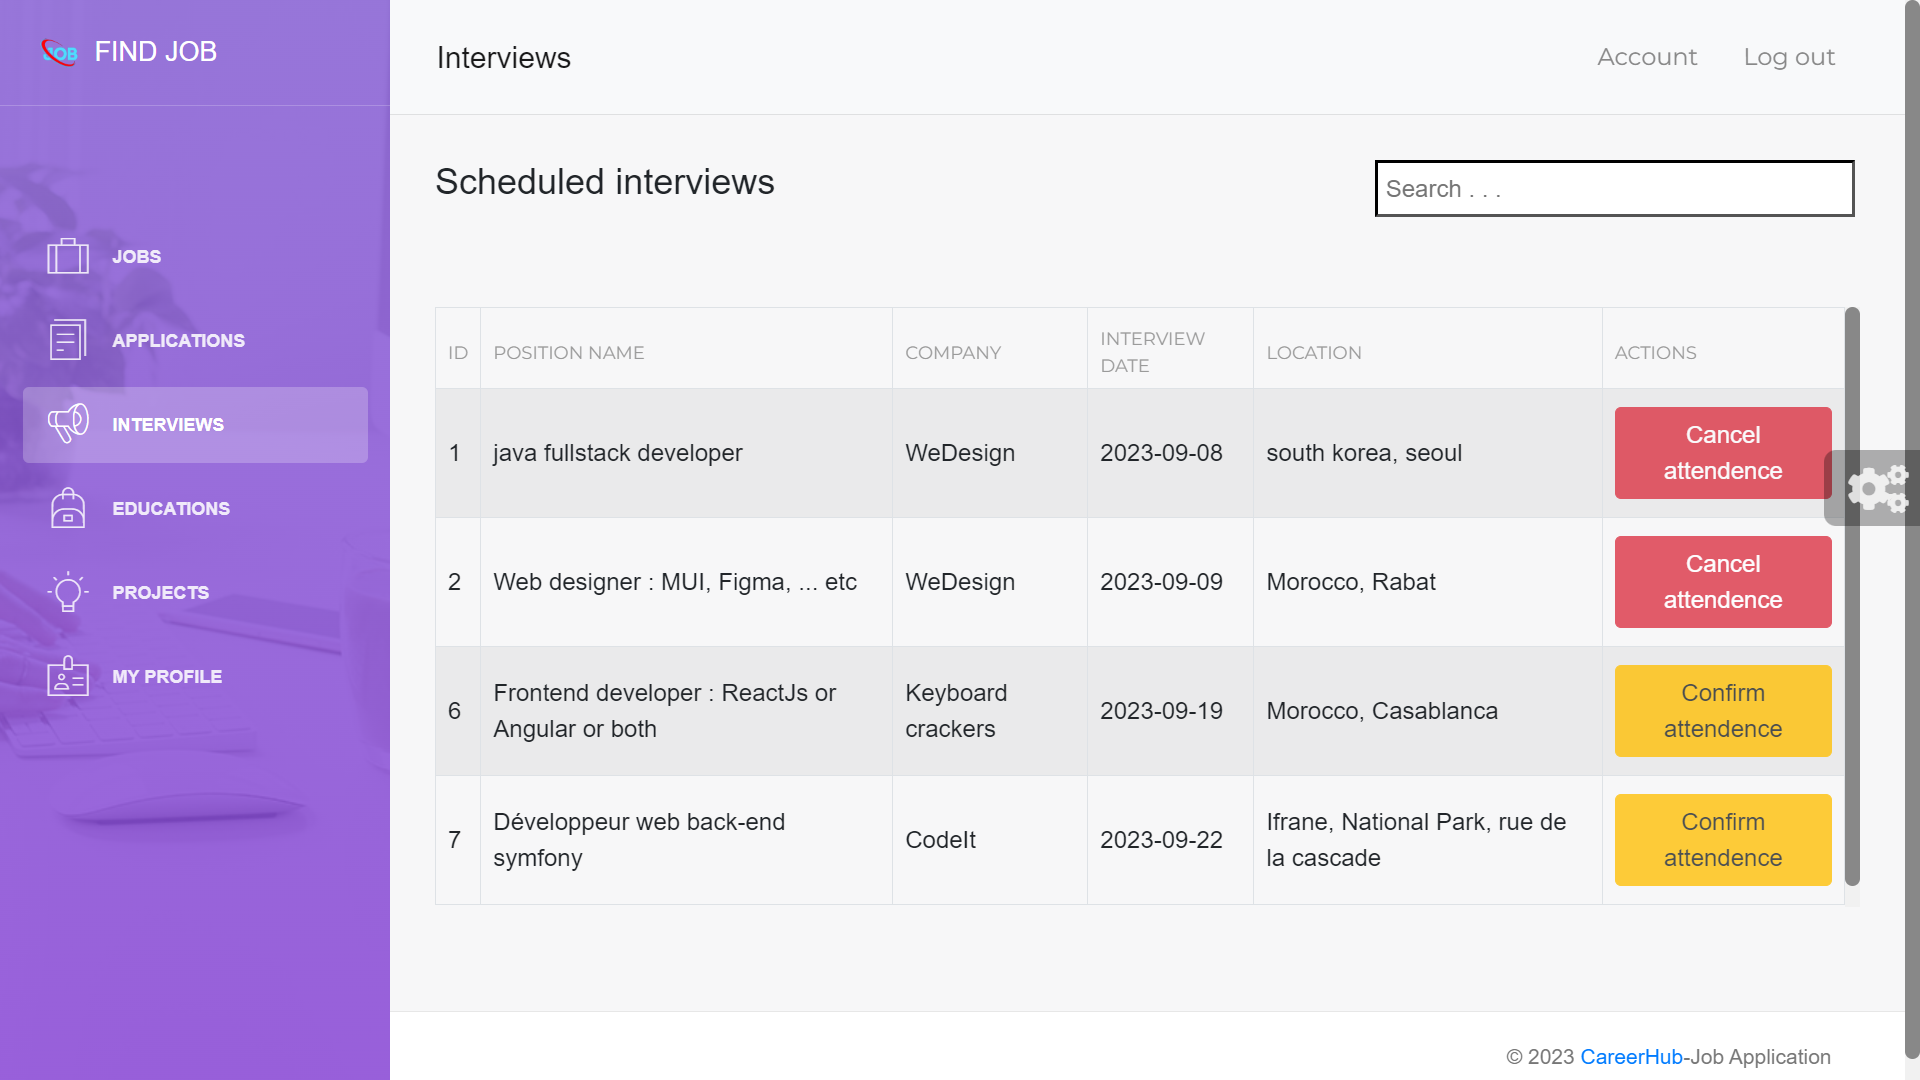 JOB FIND JOB
Interviews
Account
Log out
JOBS
APPLICATIONS
INTERVIEWS
EDUCATIONS
PROJECTS
MY PROFILE
Scheduled interviews
Search . . .
ID POSITION NAME COMPANY INTERVIEW DATE LOCATION ACTIONS
1 java fullstack developer WeDesign 2023-09-08 south korea, seoul Cancel attendence
2 Web designer : MUI, Figma, ... etc WeDesign 2023-09-09 Morocco, Rabat Cancel attendence
6 Frontend developer : ReactJs or Angular or both Keyboard crackers 2023-09-19 Morocco, Casablanca Confirm attendence
7 Développeur web back-end symfony CodeIt 2023-09-22 Ifrane, National Park, rue de la cascade Confirm attendence
© 2023 CareerHub-Job Application